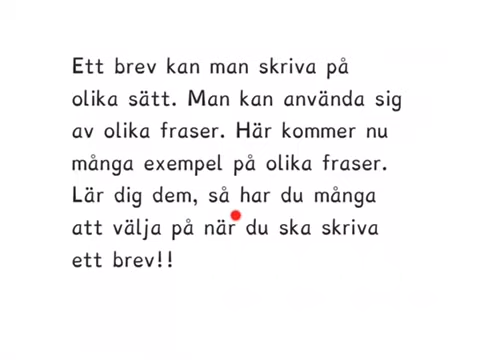 Ett brev kan man skriva på
olika sätt. Man kan använda sig
av olika fraser. Här kommer nu
många exempel på olika fraser.
Lär dig dem, så har du många
att välja på när du ska skriva
ett brev!!